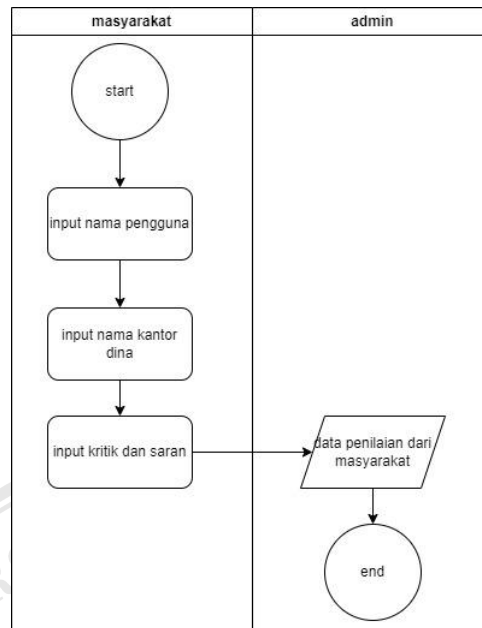 masyarakat
admin
start
input nama pengguna
input nama kantor
dina
input kritik dan saran
data penilaian dari
masyarakat
end